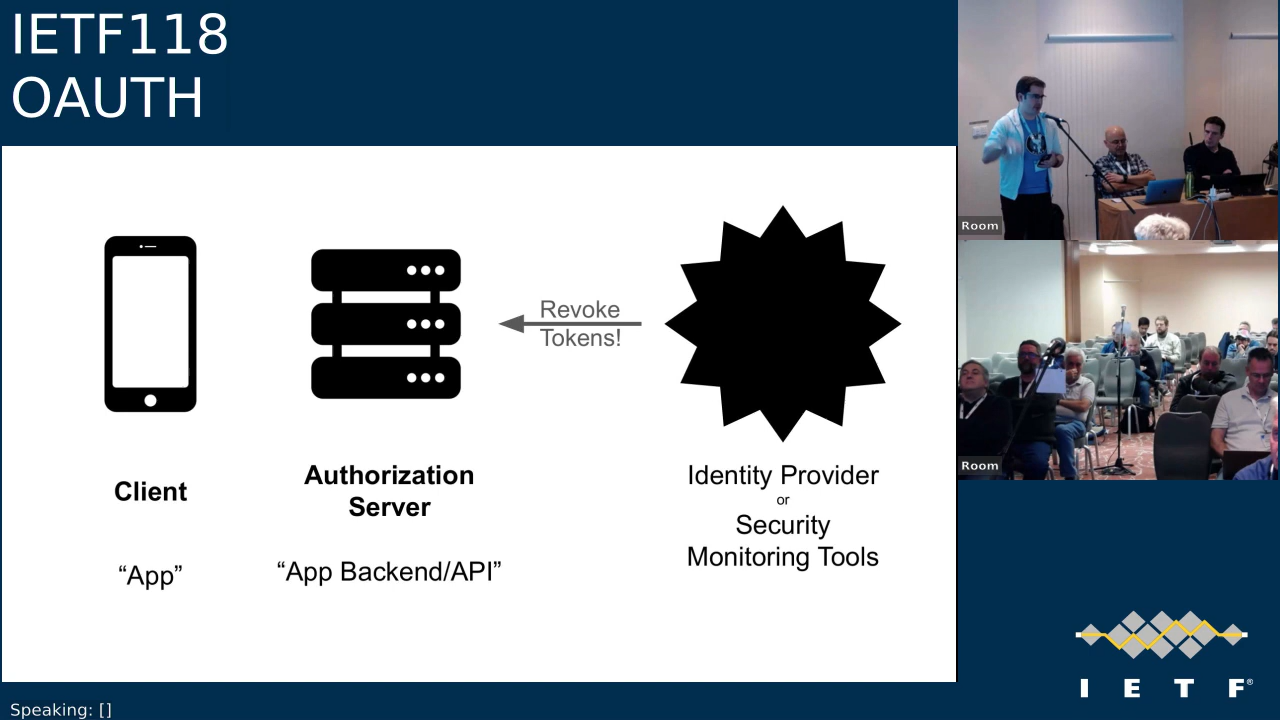 IETF118
OAUTH
Revoke
Tokens!
Client
Authorization
Server
Identity Provider
or
Security
Monitoring Tools
“App”
“App Backend/API”
Room
Room
I E T F®
Speaking: []